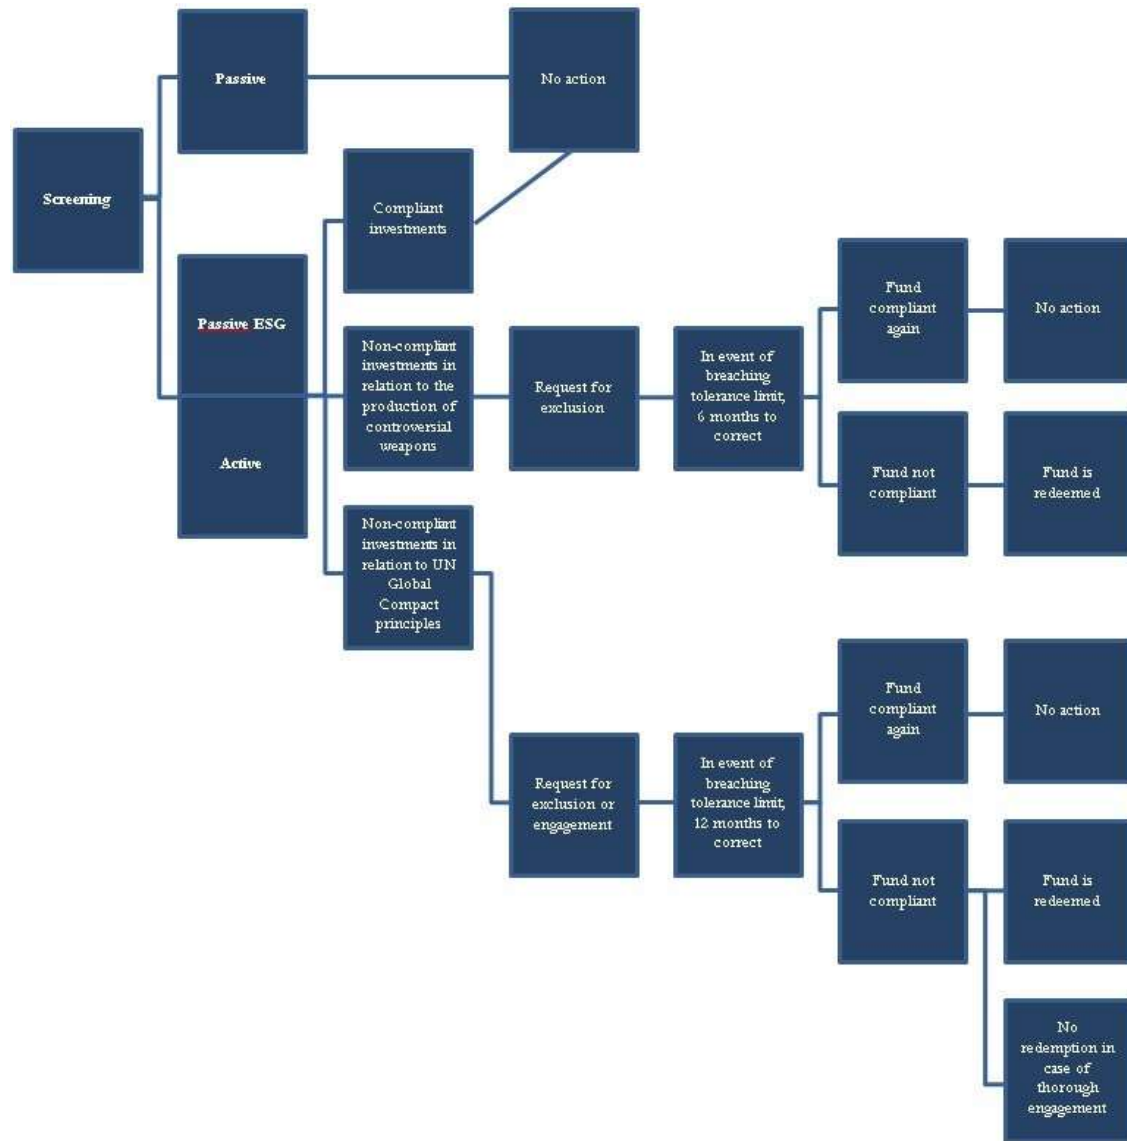 Passive
No action
Screening
Compliant
investments
Passive ESG
Active
Non-compliant
investments in
relation to the
production of
controversial
weapons
Request for
exclusion
In event of
breaching
tolerance limit,
6 months to
correct
Fund
compliant
again
No action
Fund not
compliant
Fund is
redeemed
Non-compliant
investments in
relation to UN
Global
Compact
principles
Request for
exclusion or
engagement
In event of
breaching
tolerance limit,
12 months to
correct
Fund
compliant
again
No action
Fund not
compliant
Fund is
redeemed
No
redemption in
case of
thorough
engagement